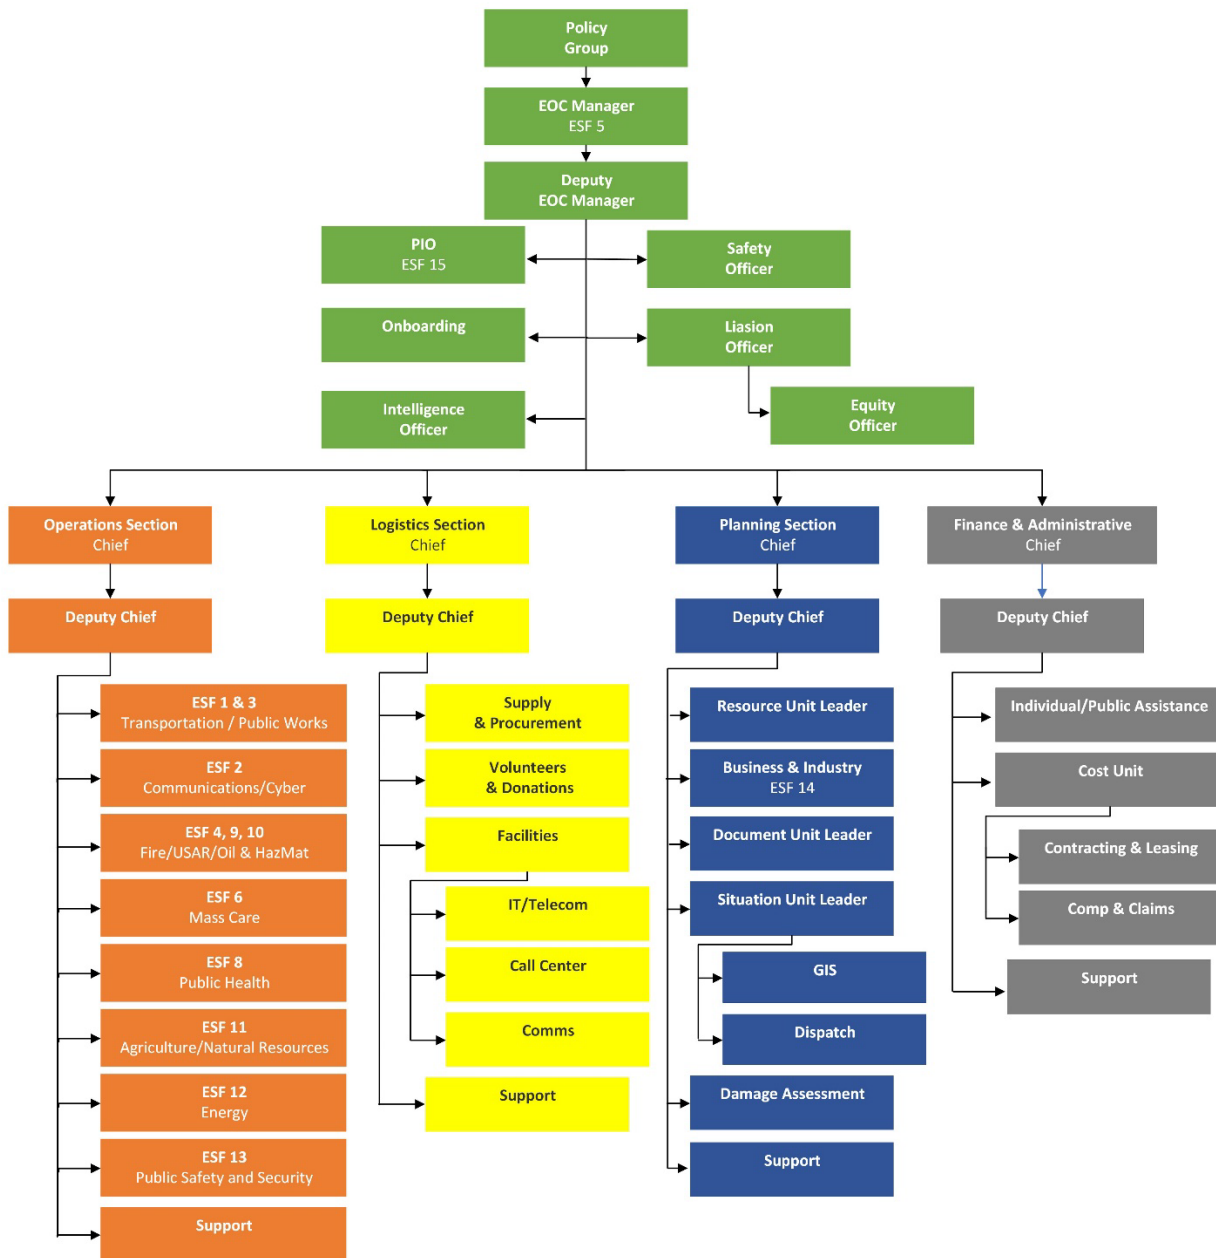 Policy
Group
EOC Manager
ESF 5
Deputy
EOC Manager
PIO
ESF 15
Safety
Officer
Onboarding
Liasion
Officer
Intelligence
Officer
Equity
Officer
Operations Section
Chief
Deputy Chief
ESF 1 & 3
Transportation / Public Works
ESF 2
Communications/Cyber
ESF 4, 9, 10
Fire/USAR/Oil & HazMat
ESF 6
Mass Care
ESF 8
Public Health
ESF 11
Agriculture/Natural Resources
ESF 12
Energy
ESF 13
Public Safety and Security
Support
Logistics Section
Chief
Deputy Chief
Supply
& Procurement
Volunteers
& Donations
Facilities
IT/Telecom
Call Center
Comms
Support
Planning Section
Chief
Deputy Chief
Resource Unit Leader
Business & Industry
ESF 14
Document Unit Leader
Situation Unit Leader
GIS
Dispatch
Damage Assessment
Support
Finance & Administrative
Chief
Deputy Chief
Individual/Public Assistance
Cost Unit
Contracting & Leasing
Comp & Claims
Support